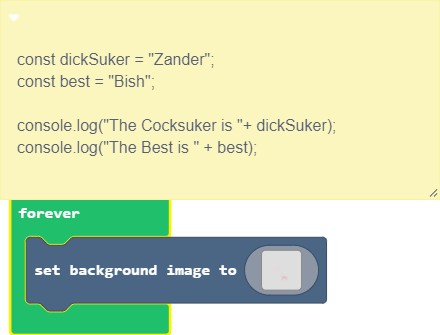 const dickSuker = "Zander";
const best = "Bish";
console.log("The Cocksuker is "+ dickSuker);
console.log("The Best is " + best);
forever
set background image to